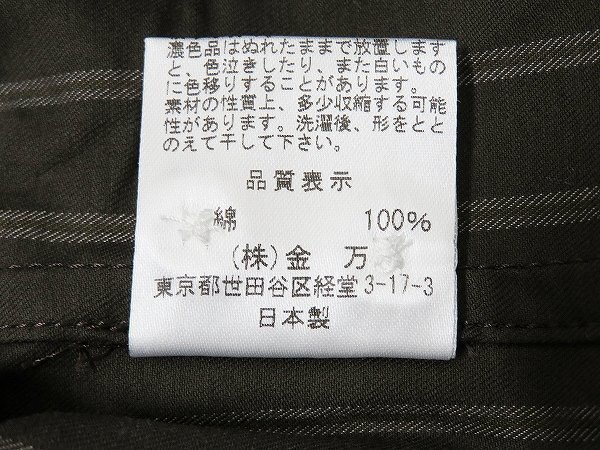 濃色品はぬれたままで放置します
と、色泣きしたり、また白いもの
に色移りすることがあります。
素材の性質上、多少収縮する可能
性があります。洗濯後、形をとと
のえて干して下さい。
品質表示
綿 100%
(株)金 万
東京都世田谷区経堂3-17-3
日本製